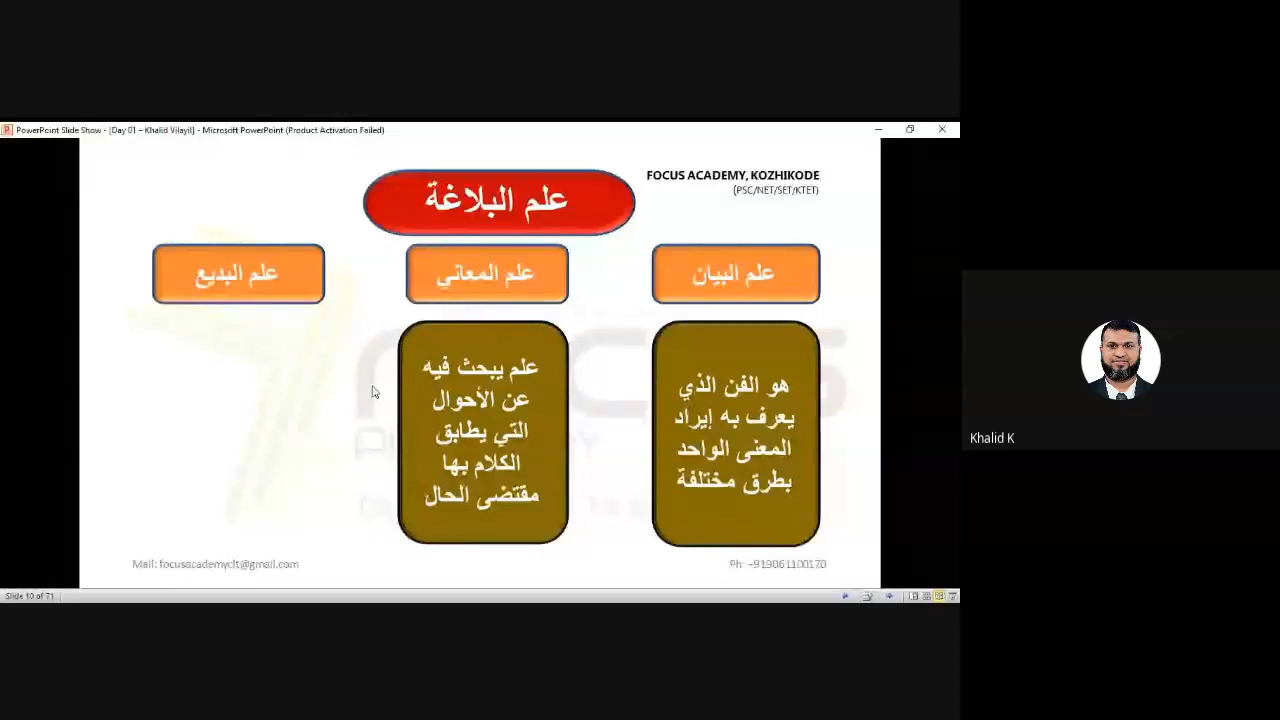 PowerPoint Slide Show - [Day 01 – Khalid Vilayil] - Microsoft PowerPoint (Product Activation Failed)
علم البلاغة
FOCUS ACADEMY, KOZHIKODE
(PSC/NET/SET/KTET)
علم البيان
علم المعاني
علم البديع
هو الفن الذي
يعرف به إيراد
المعنى الواحد
بطرق مختلفة
علم يبحث فيه
عن الأحوال
التي يطابق
الكلام بها
مقتضى الحال
Mail: focusacademyclt@gmail.com
Ph: +919061100170
Slide 10 of 71
Khalid K